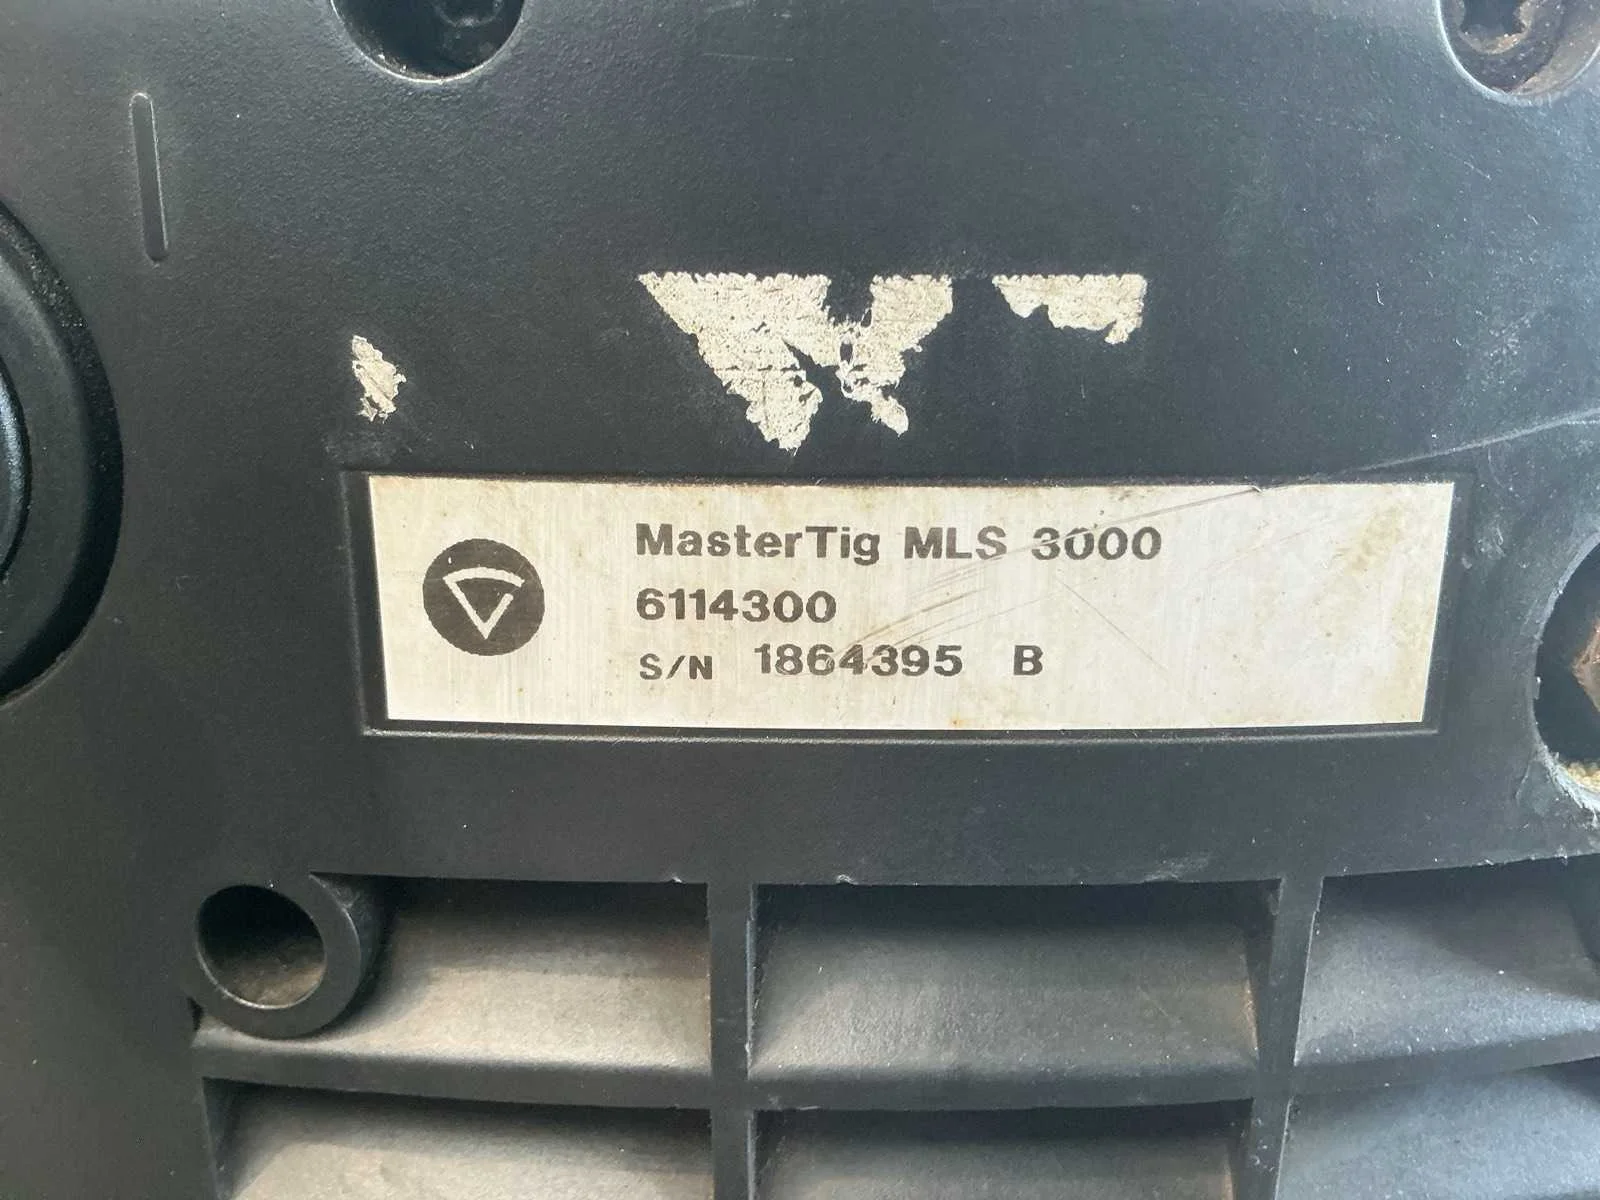 MasterTig MLS 3000
6114300
S/N 1864395 B